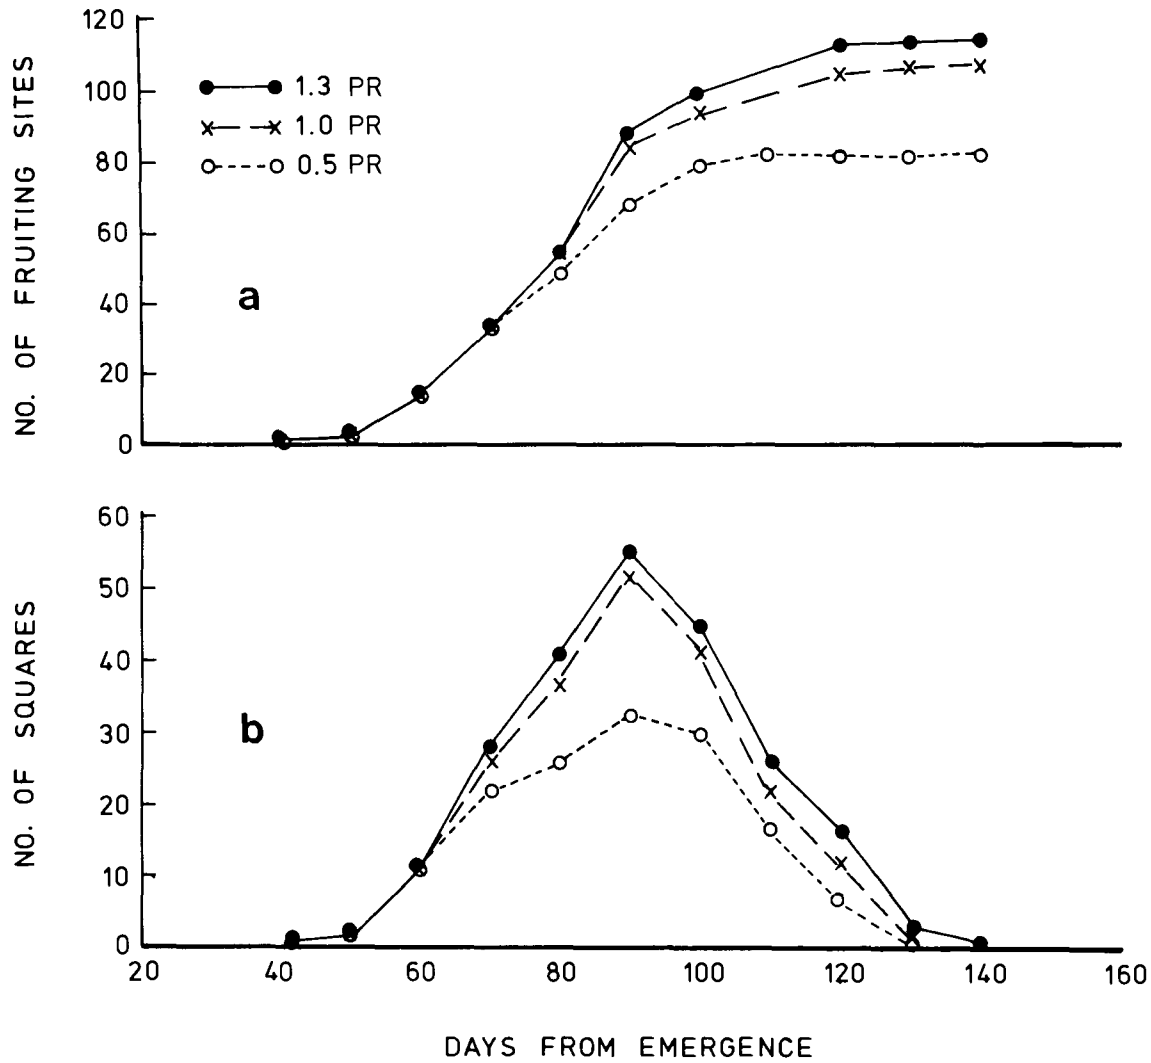 NO. OF FRUITING SITES
120
100
80
60
40
20
0
1.3 PR
1.0 PR
0.5 PR
a
NO. OF SQUARES
60
50
40
30
20
10
0
b
20 40 60 80 100 120 140 160
DAYS FROM EMERGENCE